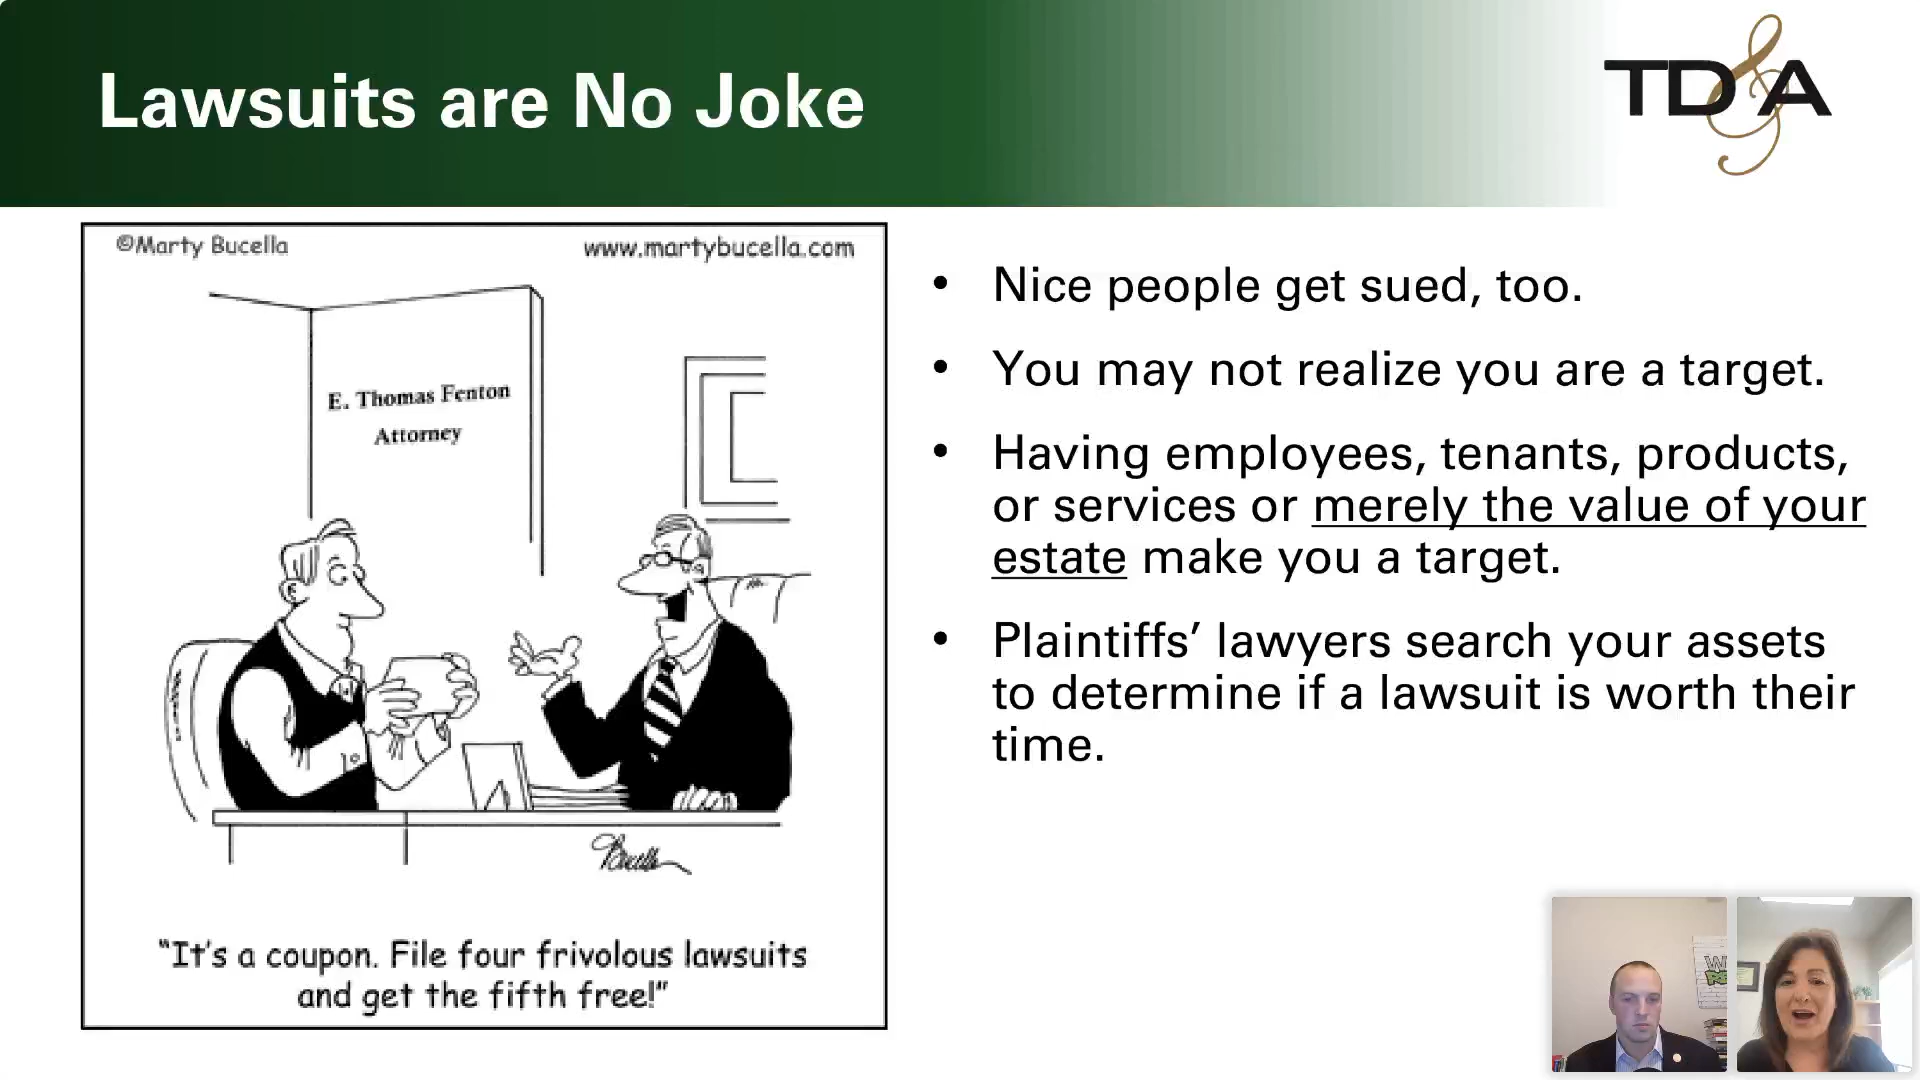 Lawsuits are No Joke
TD&A
©Marty Bucella www.martybucella.com
E. Thomas Fenton
Attorney
Bucella
"It's a coupon. File four frivolous lawsuits
and get the fifth free!"
• Nice people get sued, too.
• You may not realize you are a target.
• Having employees, tenants, products,
or services or merely the value of your
estate make you a target.
• Plaintiffs' lawyers search your assets
to determine if a lawsuit is worth their
time.